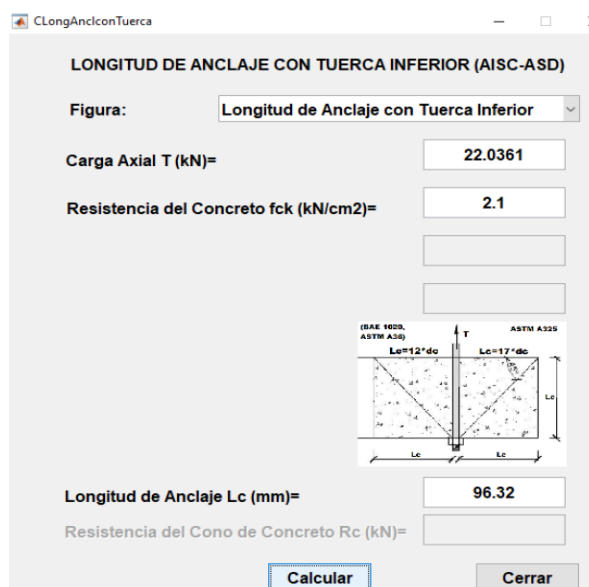 CLongAnclconTuerca
LONGITUD DE ANCLAJE CON TUERCA INFERIOR (AISC-ASD)
Figura: Longitud de Anclaje con Tuerca Inferior
Carga Axial T (kN)= 22.0361
Resistencia del Concreto fck (kN/cm2)= 2.1
(BAE 1020, ASTM A325
ASTM A36) T
Lc=12*dc Lc=17*dc
Lc
Lc Lc
Longitud de Anclaje Lc (mm)= 96.32
Resistencia del Cono de Concreto Rc (kN)=
Calcular Cerrar